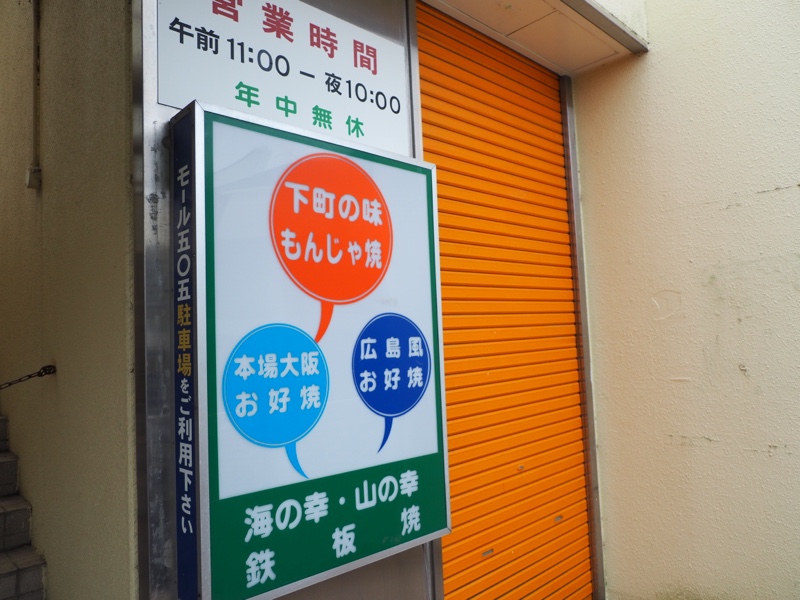 営業時間
午前11:00－夜10:00
年中無休
モール五〇五駐車場をご利用下さい
下町の味
もんじゃ焼
本場大阪
お好焼
広島風
お好焼
海の幸・山の幸
鉄板焼